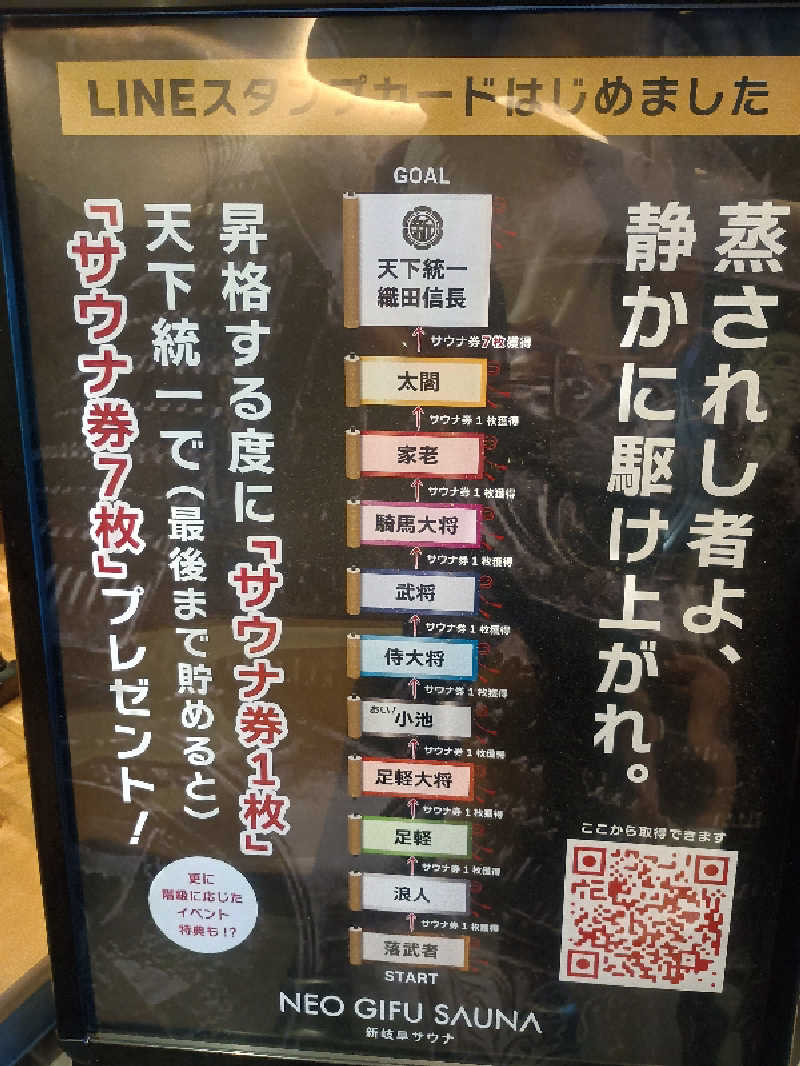 LINEスタンプカードはじめました
蒸されし者よ、
静かに駆け上がれ。
昇格する度に「サウナ券1枚」
天下統一で(最後まで貯めると)
「サウナ券7枚」プレゼント!
GOAL
天下統一
織田信長
サウナ券7枚獲得
太閤
サウナ券1枚獲得
家老
サウナ券1枚獲得
騎馬大将
サウナ券1枚獲得
武将
サウナ券1枚獲得
侍大将
サウナ券1枚獲得
小池
サウナ券1枚獲得
足軽大将
サウナ券1枚獲得
足軽
サウナ券1枚獲得
浪人
サウナ券1枚獲得
落武者
START
更に
階級に応じた
イベント
特典も!?
ここから取得できます
NEO GIFU SAUNA
新岐阜サウナ